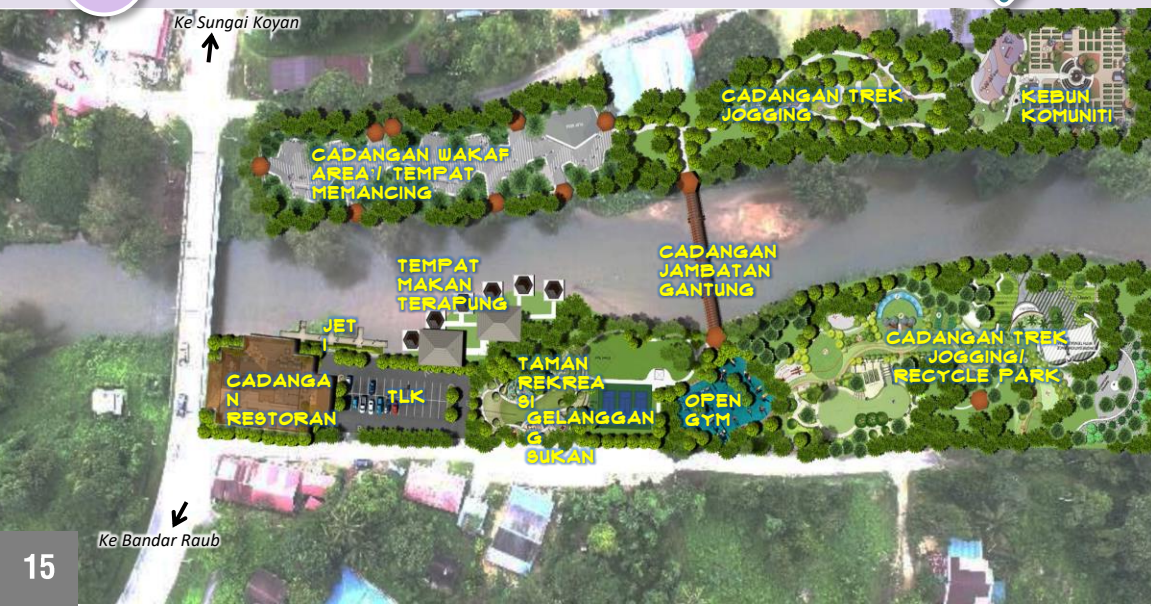 Ke Sungai Koyan
CADANGAN TREK
JOGGING
KEBUN
KOMUNITI
CADANGAN WAKAF
AREA / TEMPAT
MEMANCING
CADANGAN
JAMBATAN
GANTUNG
TEMPAT
MAKAN
TERAPUNG
JET
I
CADANGA
N
RESTORAN
TLK
TAMAN
REKREA
SI
GELANGGAN
G
SUKAN
OPEN
GYM
CADANGAN TREK
JOGGING/
RECYCLE PARK
Ke Bandar Raub
15